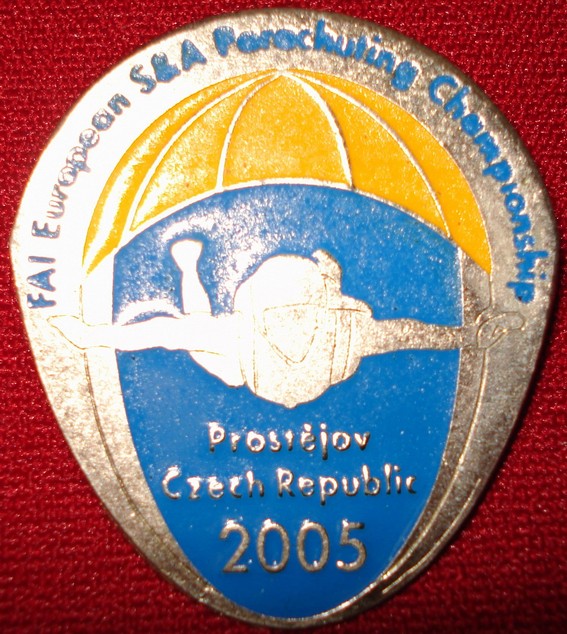 FAI European S&A Parachuting Championship
Prostějov
Czech Republic
2005